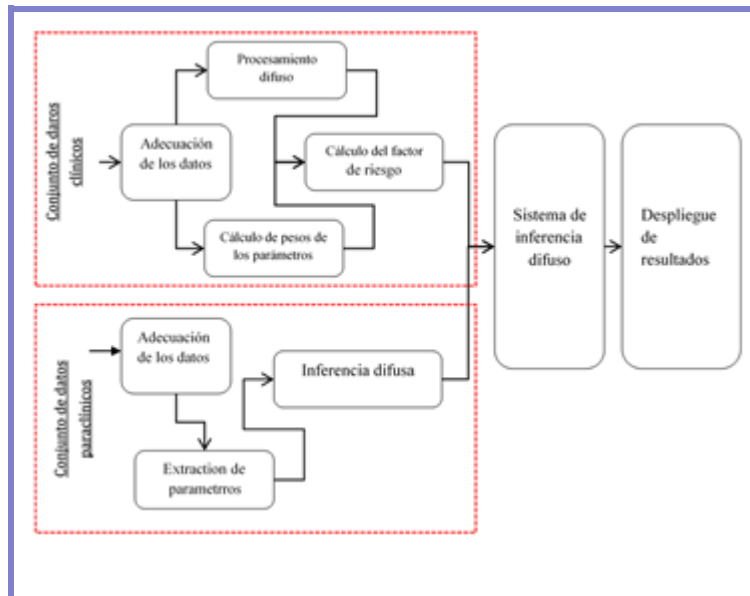 Conjunto de daros
clínicos
Adecuación
de los datos
Procesamiento
difuso
Cálculo de pesos de
los parámetros
Cálculo del factor
de riesgo
Conjunto de datos
paraclínicos
Adecuación
de los datos
Extraction de
parametrros
Inferencia difusa
Sistema de
inferencia
difuso
Despliegue
de
resultados